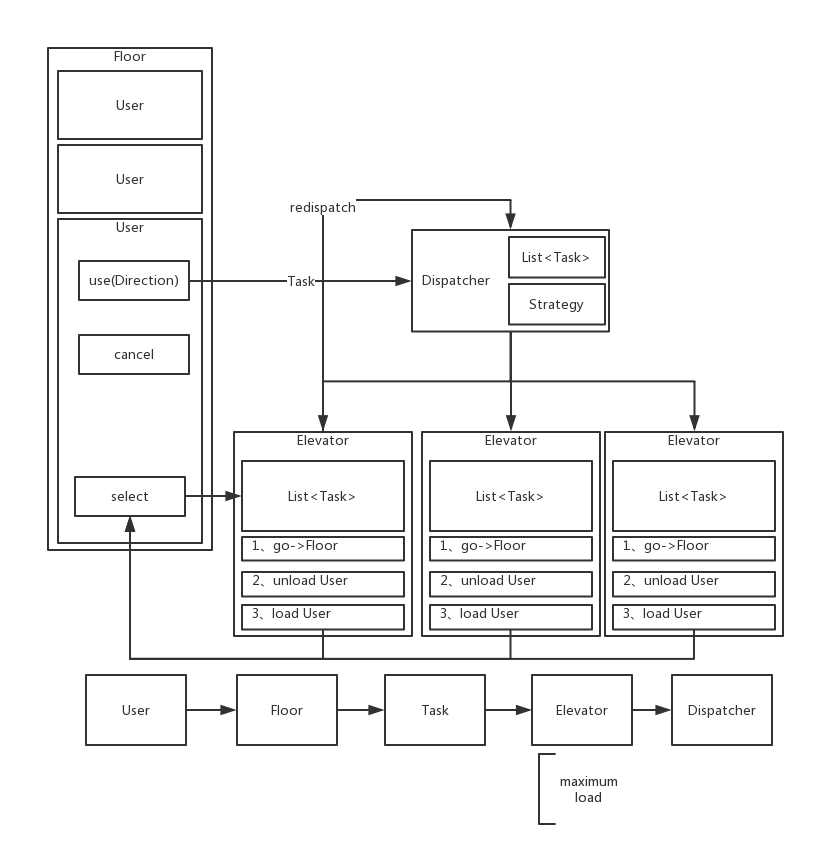 Floor
User
User
User
use(Direction)
cancel
select
redispatch
Task
Dispatcher
List<Task>
Strategy
Elevator
List<Task>
1、go->Floor
2、unload User
3、load User
Elevator
List<Task>
1、go->Floor
2、unload User
3、load User
Elevator
List<Task>
1、go->Floor
2、unload User
3、load User
User
Floor
Task
Elevator
Dispatcher
maximum
load